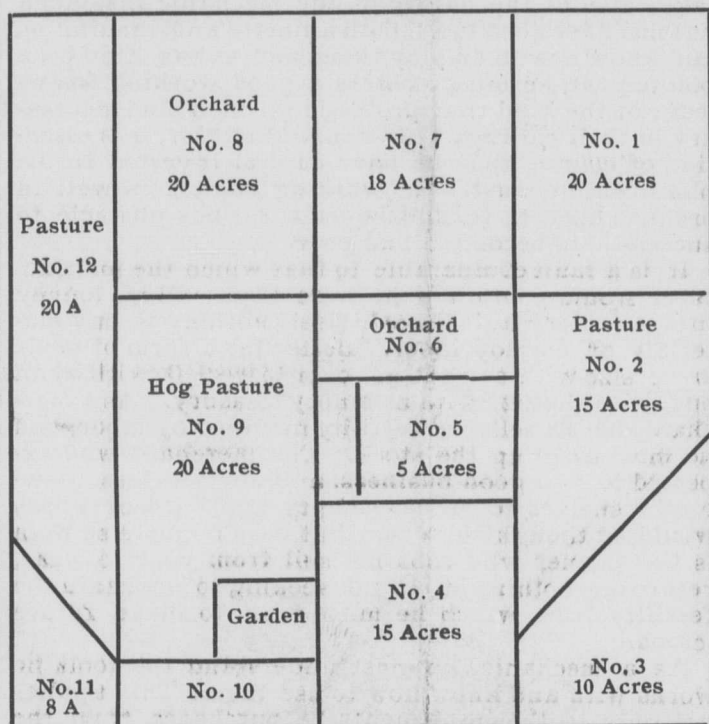 Orchard
No. 8
20 Acres
No. 7
18 Acres
No. 1
20 Acres
Pasture
No. 12
20 A
Orchard
No. 6
Pasture
No. 2
15 Acres
Hog Pasture
No. 9
20 Acres
No. 5
5 Acres
No. 4
15 Acres
Garden
No.11
8 A
No. 10
No. 3
10 Acres